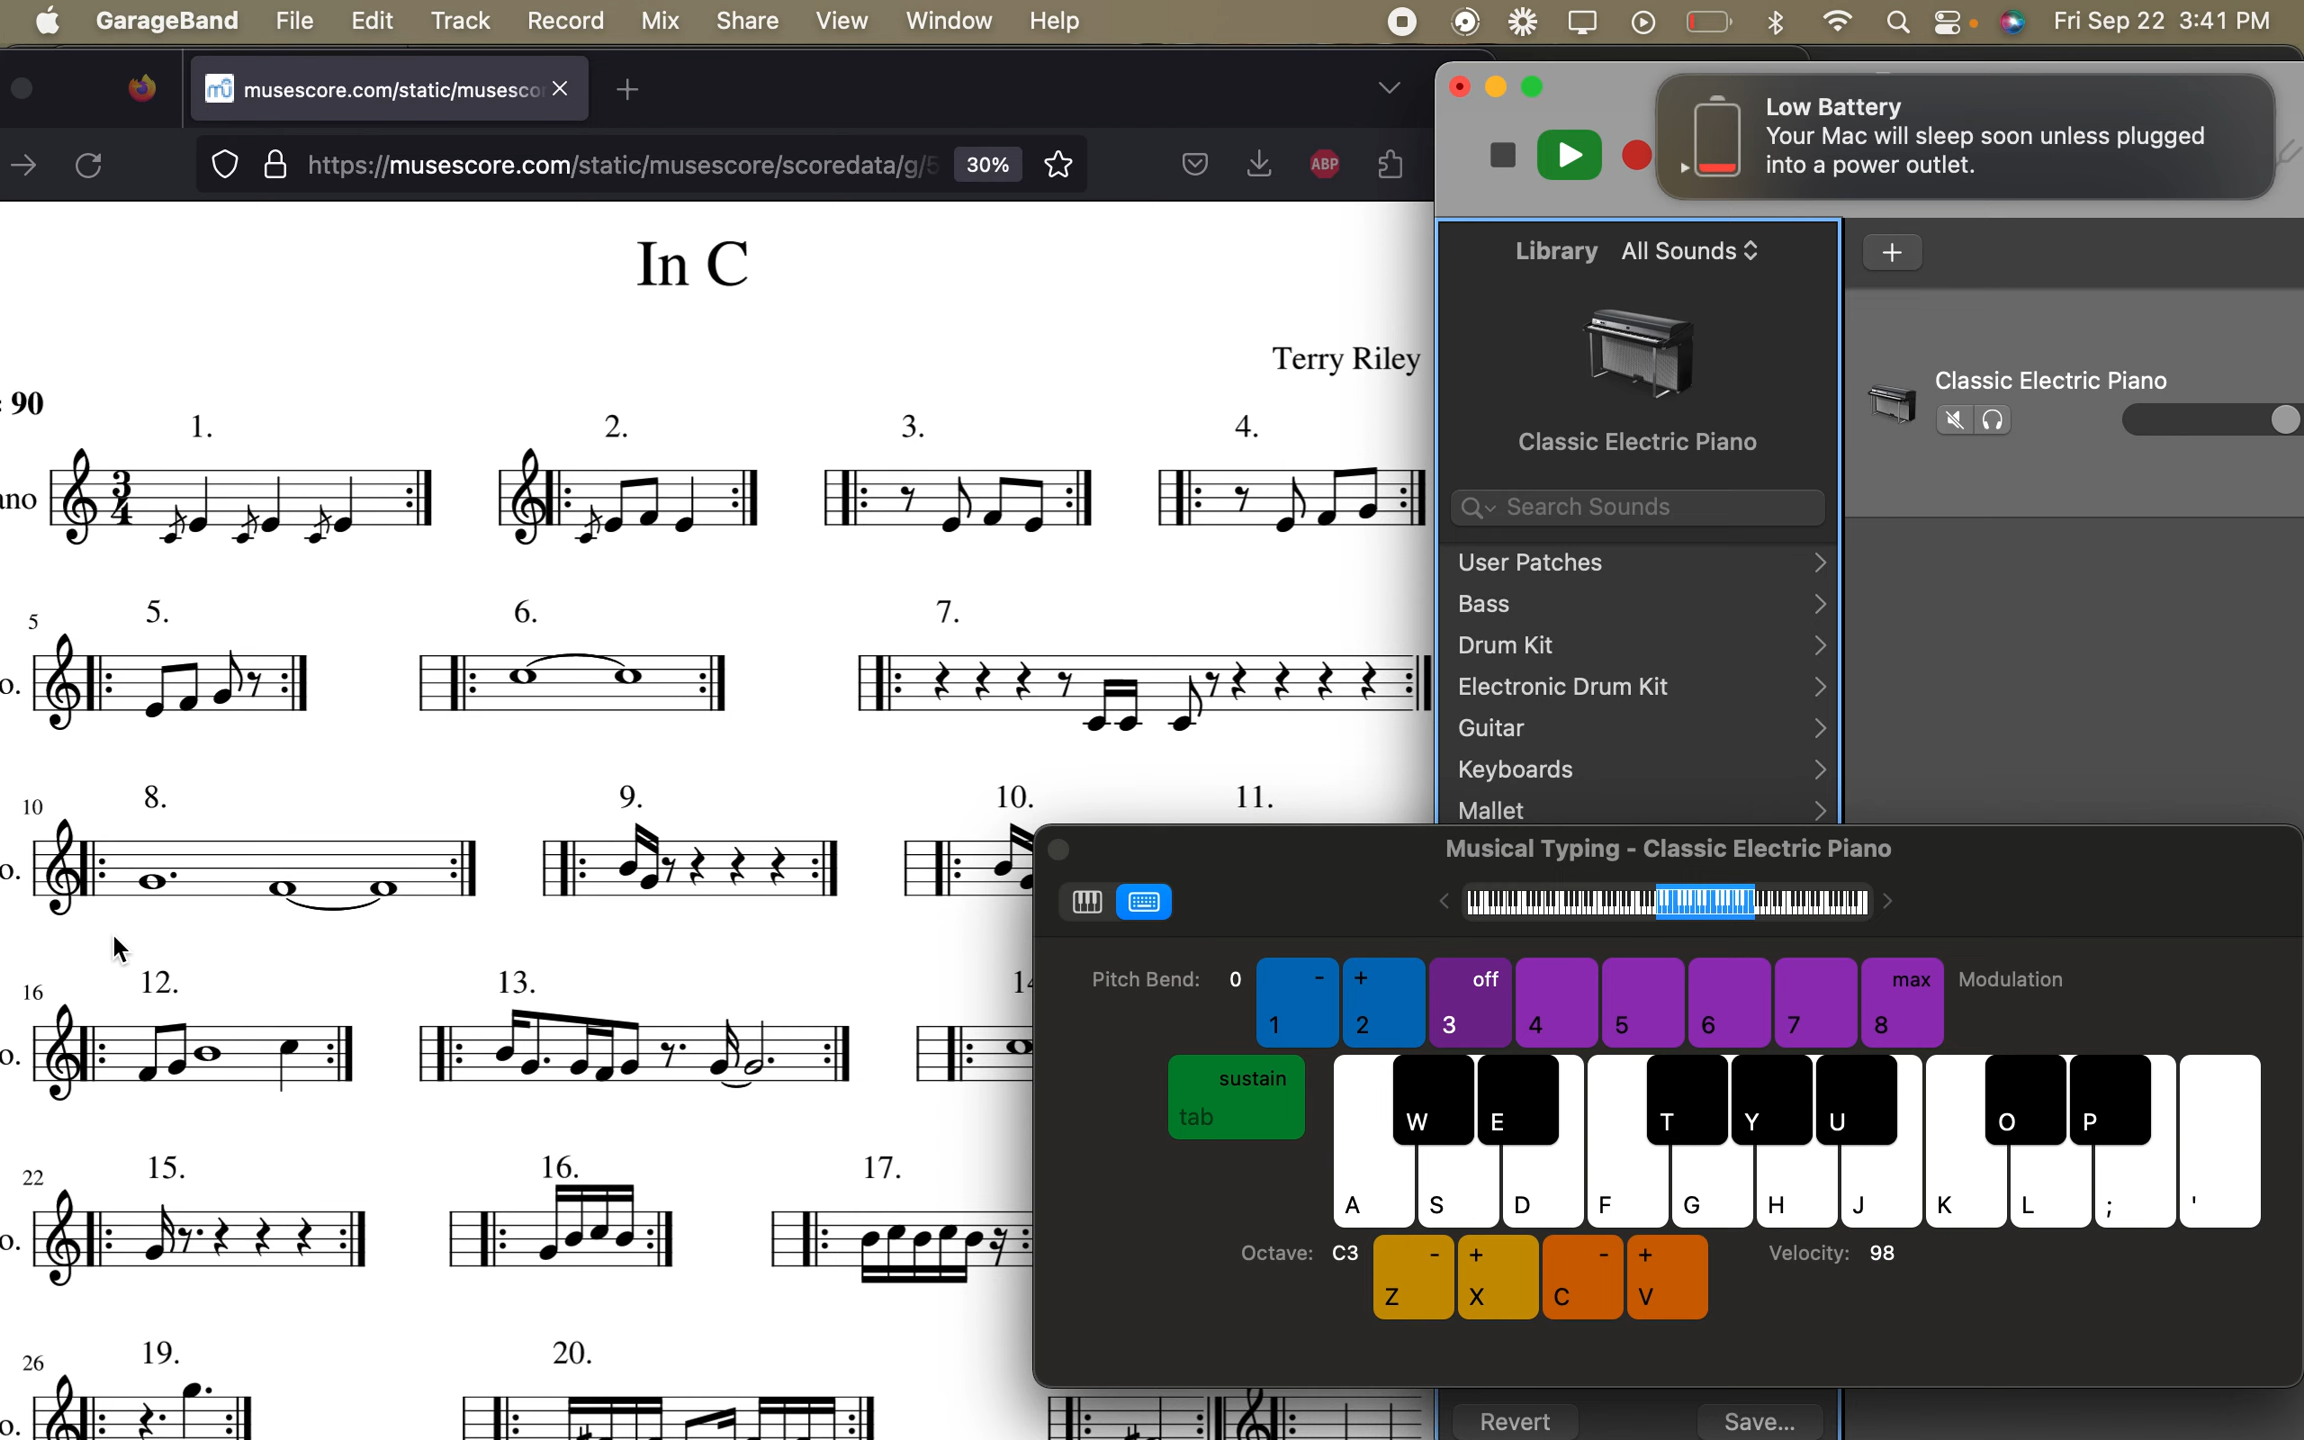 GarageBand File Edit Track Record Mix Share View Window Help Fri Sep 22 3:41 PM
musescore.com/static/musesco
https://musescore.com/static/musescore/scoredata/g/5 30% ABP
Low Battery
Your Mac will sleep soon unless plugged
into a power outlet.
In C
Terry Riley
90
1. 2. 3. 4.
3
4
5
5. 6. 7.
o.
10
8. 9. 10. 11.
o.
16
12. 13.
o.
22
15. 16. 17.
o.
26
19. 20.
o.
Library All Sounds
Classic Electric Piano
Search Sounds
User Patches
Bass
Drum Kit
Electronic Drum Kit
Guitar
Keyboards
Mallet
Revert Save...
Classic Electric Piano
Musical Typing - Classic Electric Piano
Pitch Bend: 0 - + off max Modulation
1 2 3 4 5 6 7 8
sustain
tab
W E T Y U O P
A S D F G H J K L ; '
Octave: C3 - + - + Velocity: 98
Z X C V